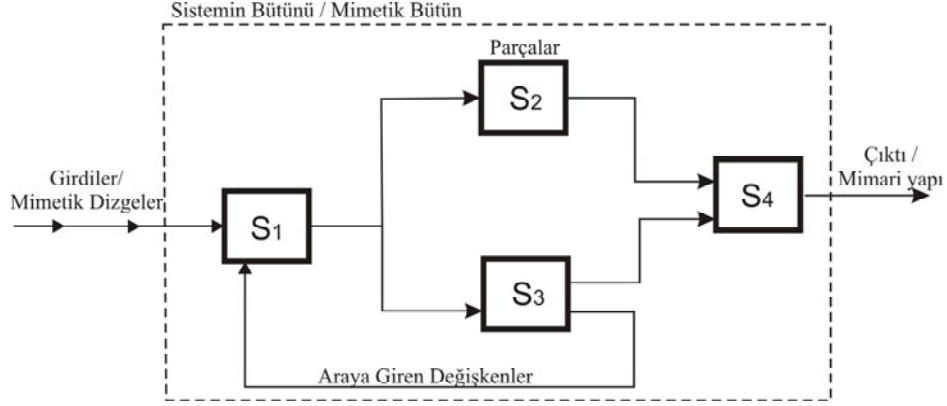 Sistemin Bütünü / Mimetik Bütün
Parçalar
S2
Girdiler/
Mimetik Dizgeler
S1
S4
Çıktı /
Mimari yapı
S3
Araya Giren Değişkenler